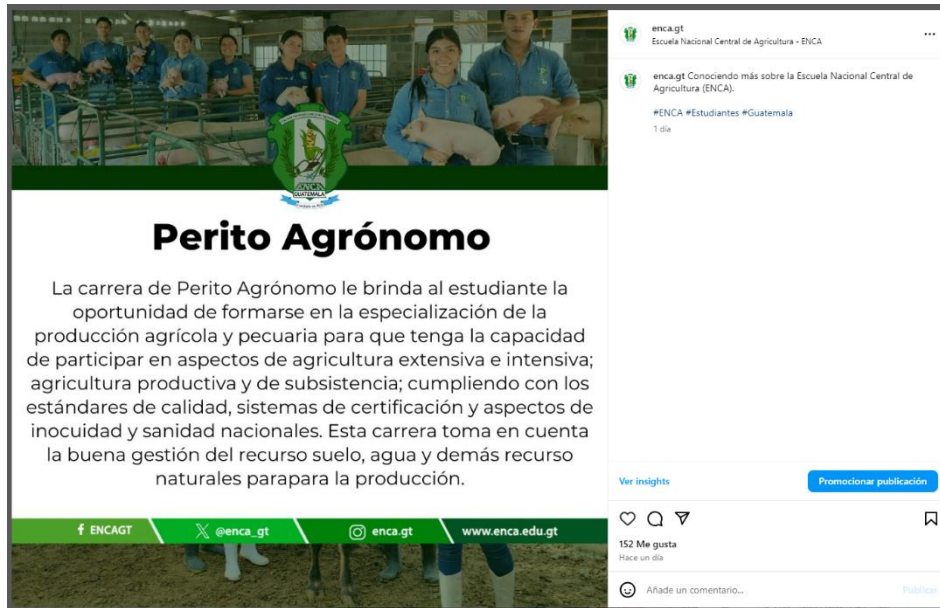 enca.gt
Escuela Nacional Central de Agricultura - ENCA
enca.gt Conociendo más sobre la Escuela Nacional Central de
Agricultura (ENCA).
#ENCA #Estudiantes #Guatemala
1 día
ENCA
GUATEMALA
Perito Agrónomo
La carrera de Perito Agrónomo le brinda al estudiante la
oportunidad de formarse en la especialización de la
producción agrícola y pecuaria para que tenga la capacidad
de participar en aspectos de agricultura extensiva e intensiva;
agricultura productiva y de subsistencia; cumpliendo con los
estándares de calidad, sistemas de certificación y aspectos de
inocuidad y sanidad nacionales. Esta carrera toma en cuenta
la buena gestión del recurso suelo, agua y demás recurso
naturales parapara la producción.
ENCAGT
@enca_gt
enca.gt
www.enca.edu.gt
Ver insights
Promocionar publicación
152 Me gusta
Hace un día
Añade un comentario...
Publicar